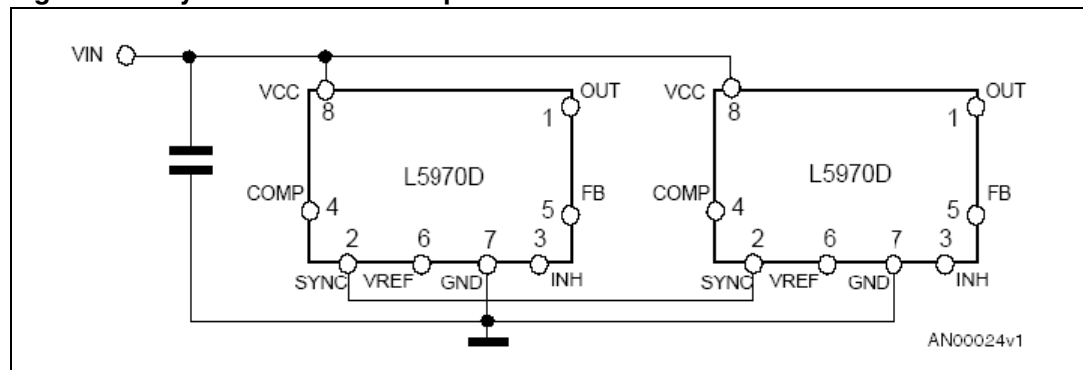 VIN
VCC
8
OUT
1
L5970D
COMP
4
FB
5
2
6
7
3
SYNC
VREF
GND
INH
VCC
8
OUT
1
L5970D
COMP
4
FB
5
2
6
7
3
SYNC
VREF
GND
INH
AN00024v1